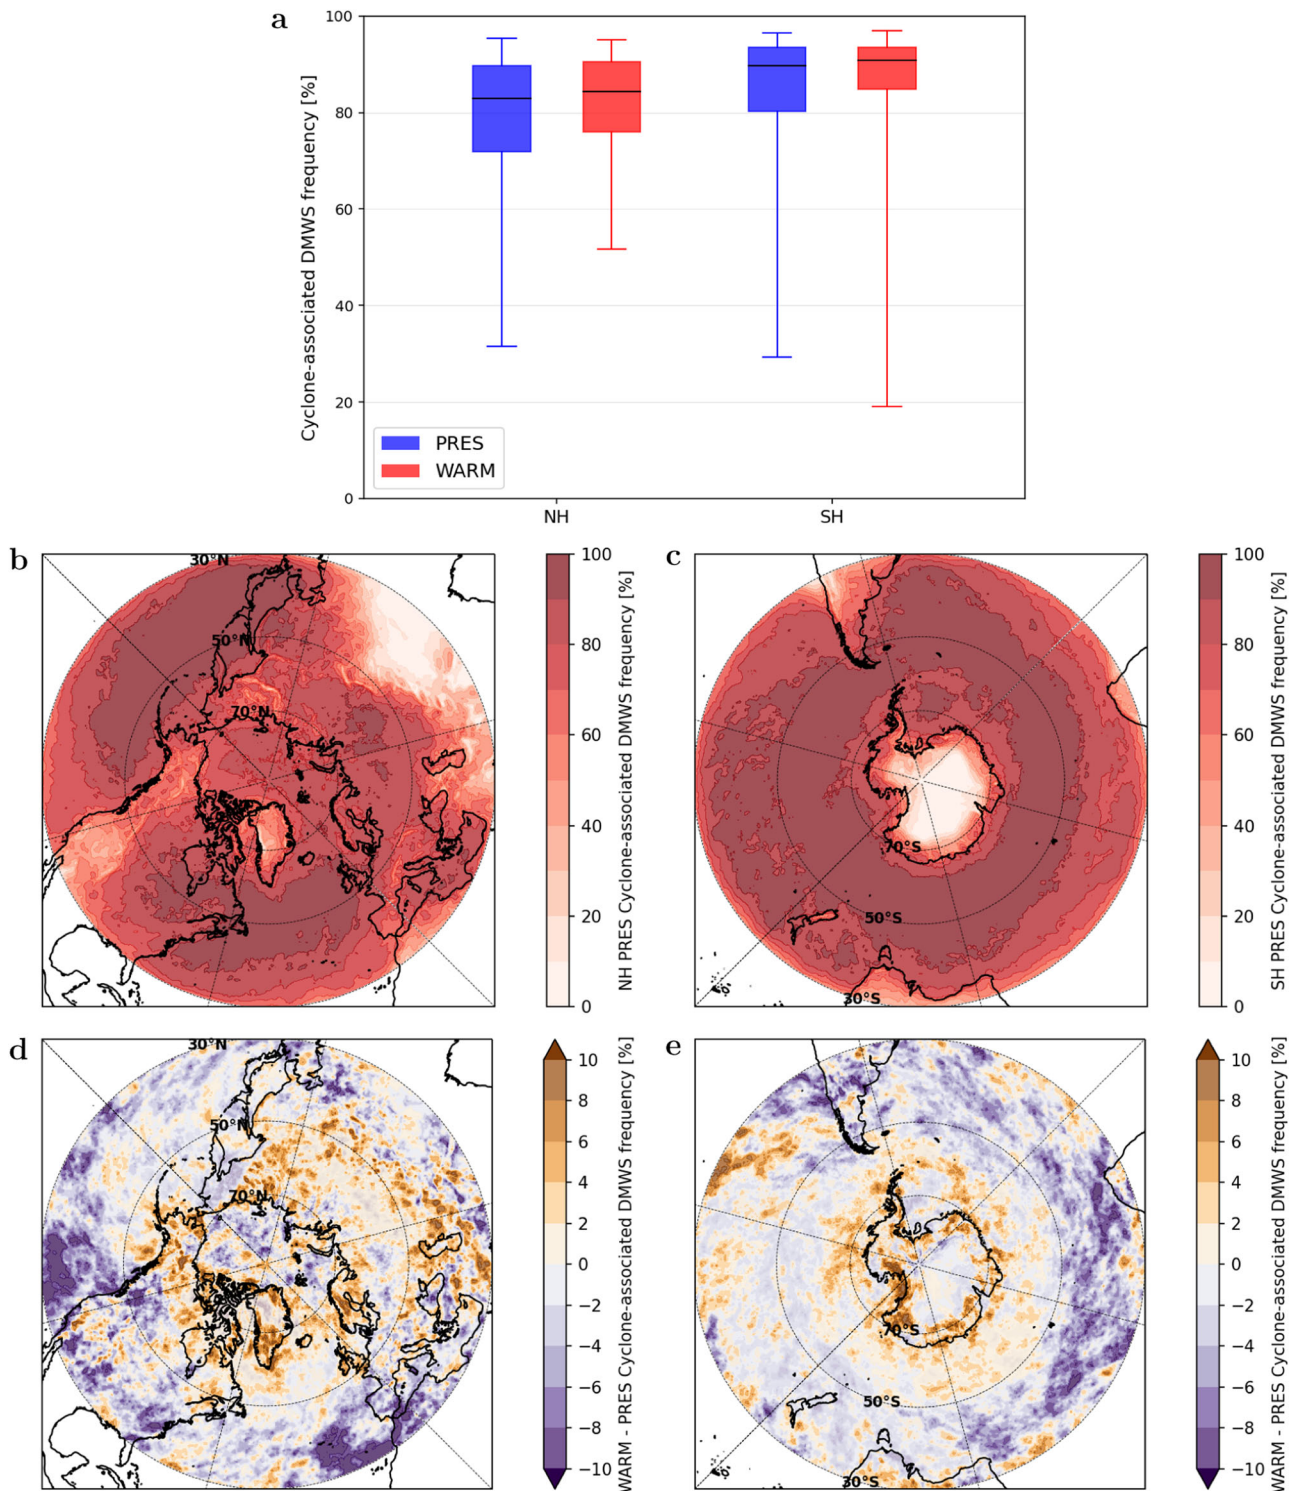 a
Cyclone-associated DMWS frequency [%]
100
80
60
40
20
0
PRES
WARM
NH
SH
b
30°N
50°N
70°N
100
80
60
40
20
0
NH PRES Cyclone-associated DMWS frequency [%]
c
70°S
50°S
30°S
100
80
60
40
20
0
SH PRES Cyclone-associated DMWS frequency [%]
d
30°N
50°N
70°N
10
8
6
4
2
0
−2
−4
−6
−8
−10
WARM - PRES Cyclone-associated DMWS frequency [%]
e
70°S
50°S
30°S
10
8
6
4
2
0
−2
−4
−6
−8
−10
WARM - PRES Cyclone-associated DMWS frequency [%]